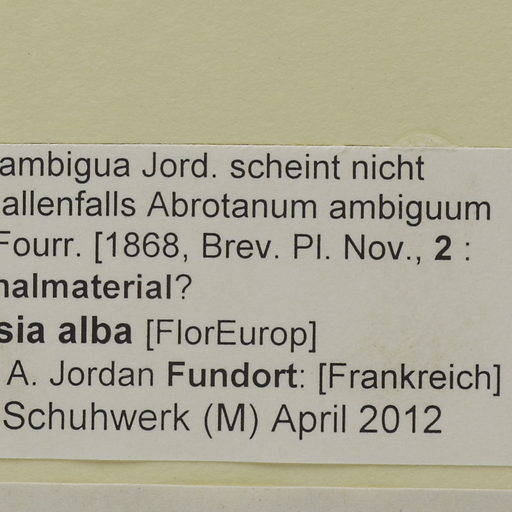 ambigua Jord. scheint nicht
allenfalls Abrotanum ambiguum
Fourr. [1868, Brev. Pl. Nov., 2 :
nalmaterial?
sia alba [FlorEurop]
A. Jordan Fundort: [Frankreich]
Schuhwerk (M) April 2012